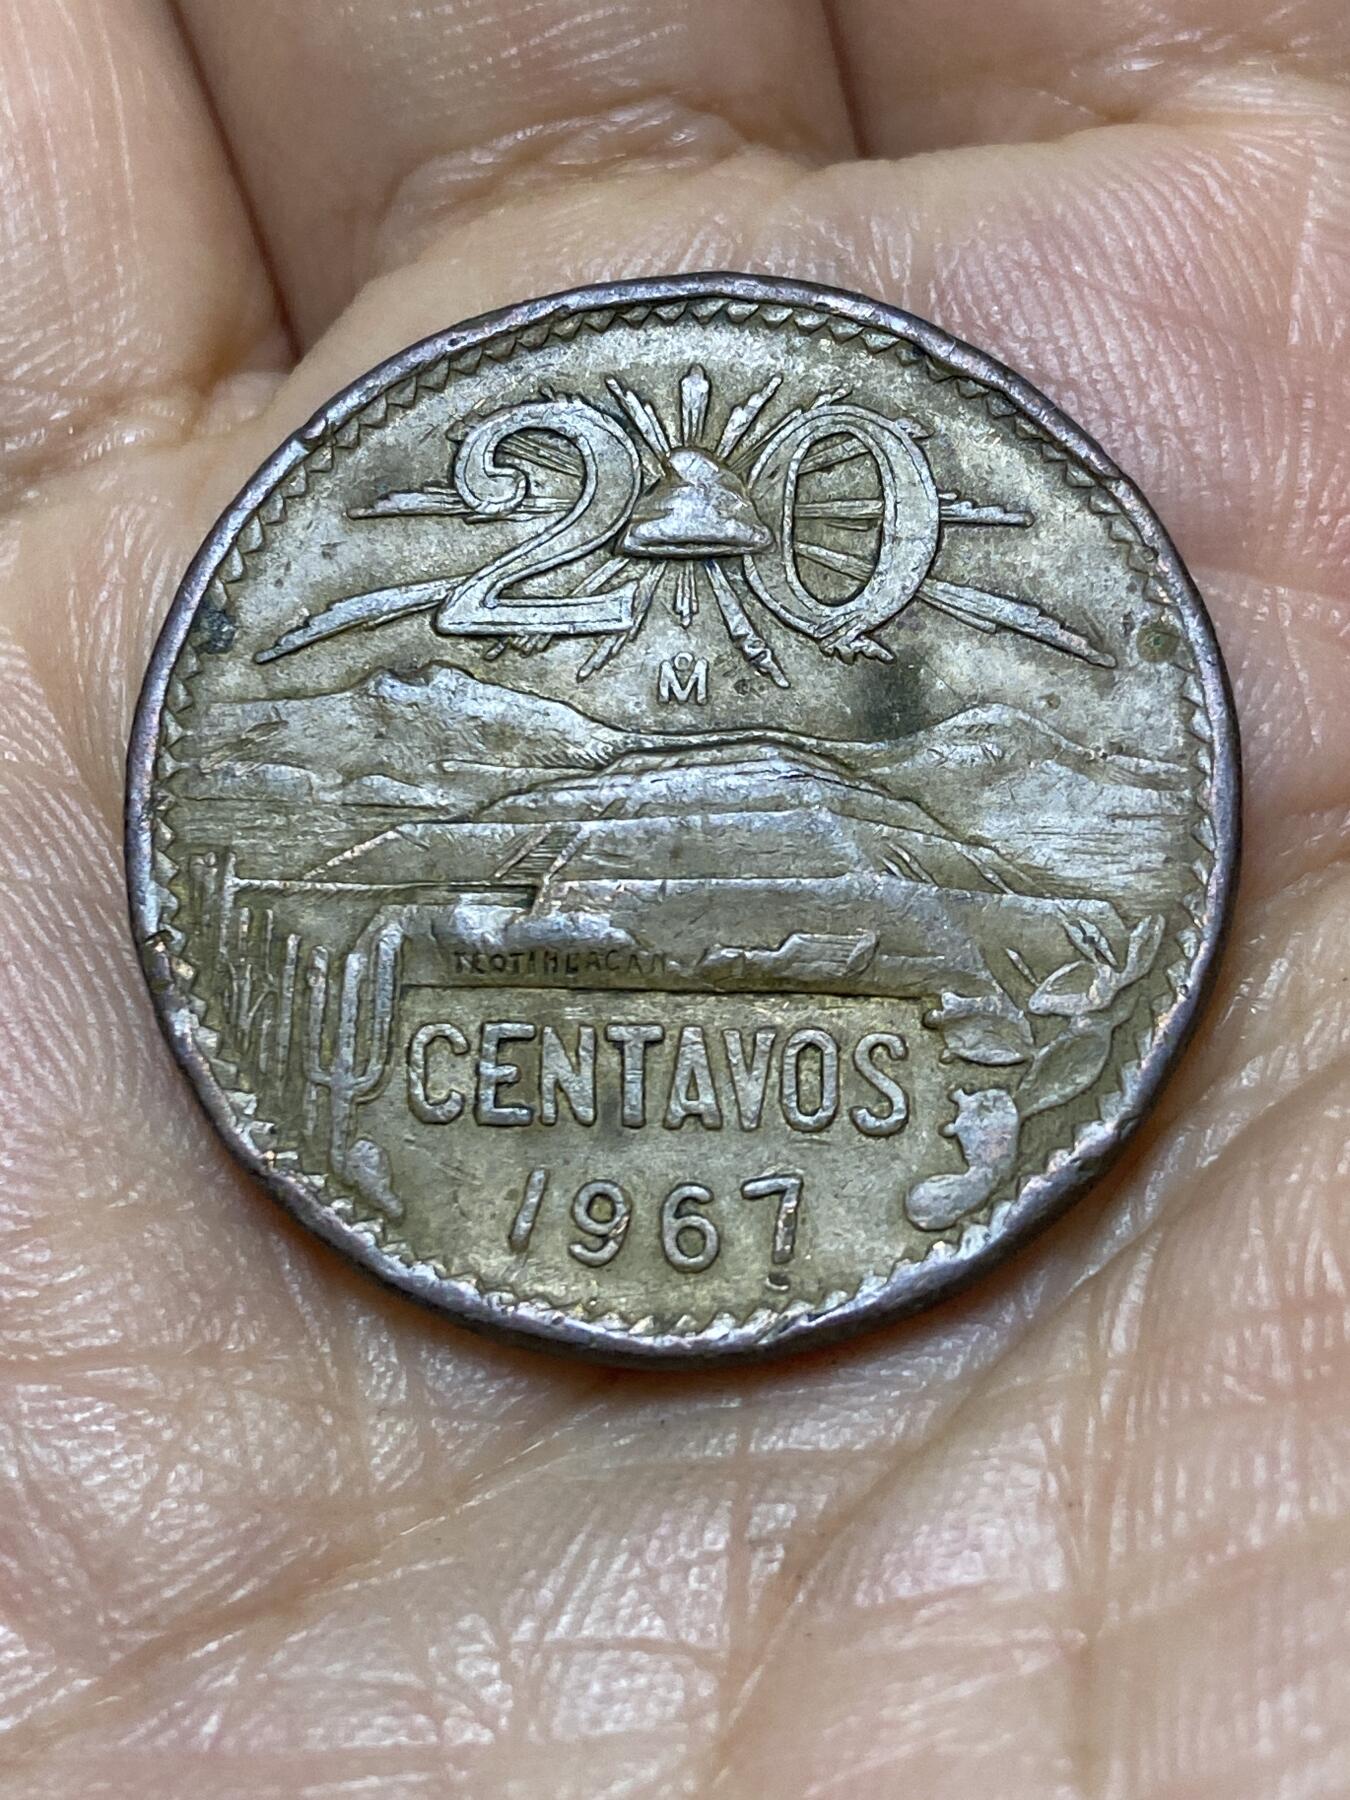 20
M̊
TEOTIHUACAN
CENTAVOS
1967